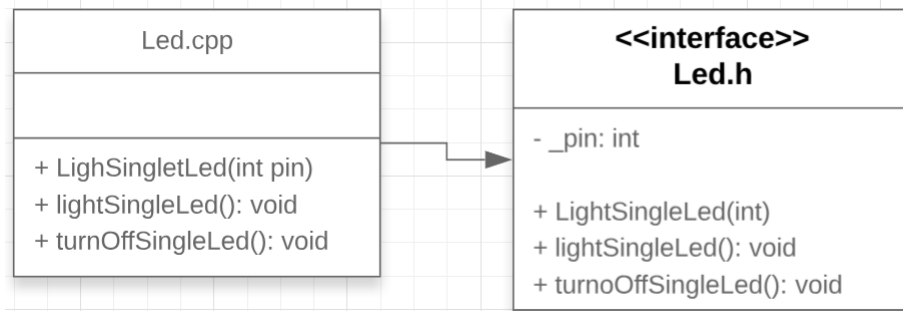 Led.cpp
+ LighSingletLed(int pin)
+ lightSingleLed(): void
+ turnOffSingleLed(): void
<<interface>>
Led.h
- _pin: int
+ LightSingleLed(int)
+ lightSingleLed(): void
+ turnoOffSingleLed(): void